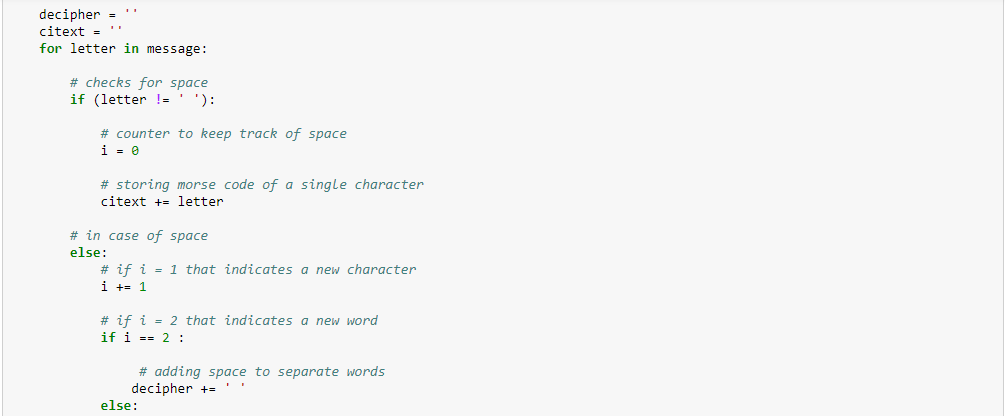 decipher = ''
citext = ''
for letter in message:
# checks for space
if (letter != ' '):
# counter to keep track of space
i = 0
# storing morse code of a single character
citext += letter
# in case of space
else:
# if i = 1 that indicates a new character
i += 1
# if i = 2 that indicates a new word
if i == 2 :
# adding space to separate words
decipher += ' '
else: